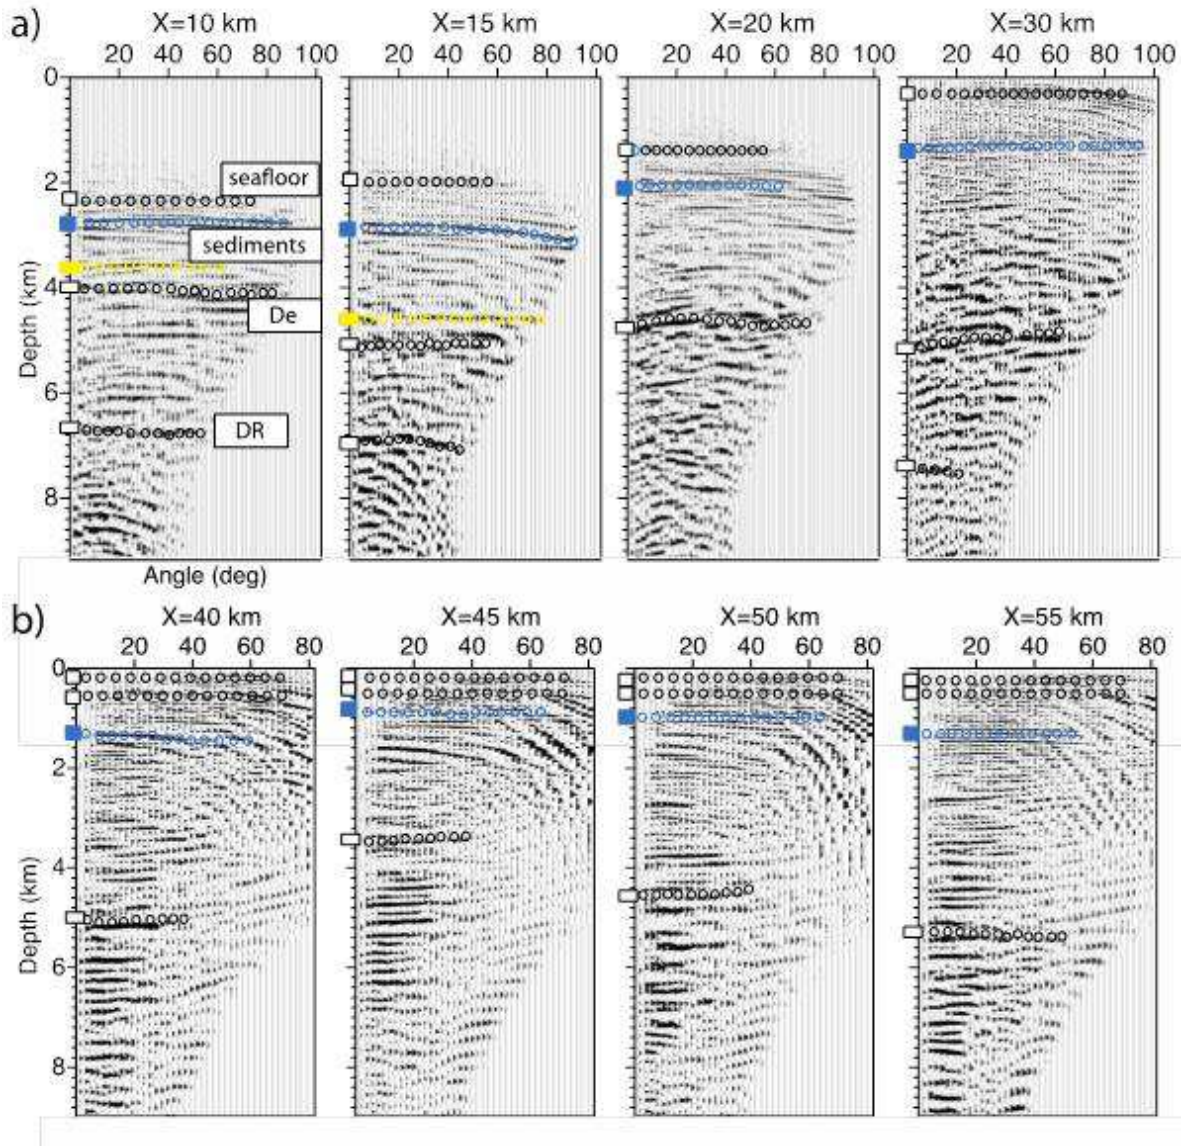 a)
X=10 km X=15 km X=20 km X=30 km
20 40 60 80 100 20 40 60 80 100 20 40 60 80 100 20 40 60 80 100
0
2
4
6
8
Depth (km)
seafloor
sediments
De
DR
Angle (deg)
b)
X=40 km X=45 km X=50 km X=55 km
20 40 60 80 20 40 60 80 20 40 60 80 20 40 60 80
0
2
4
6
8
Depth (km)